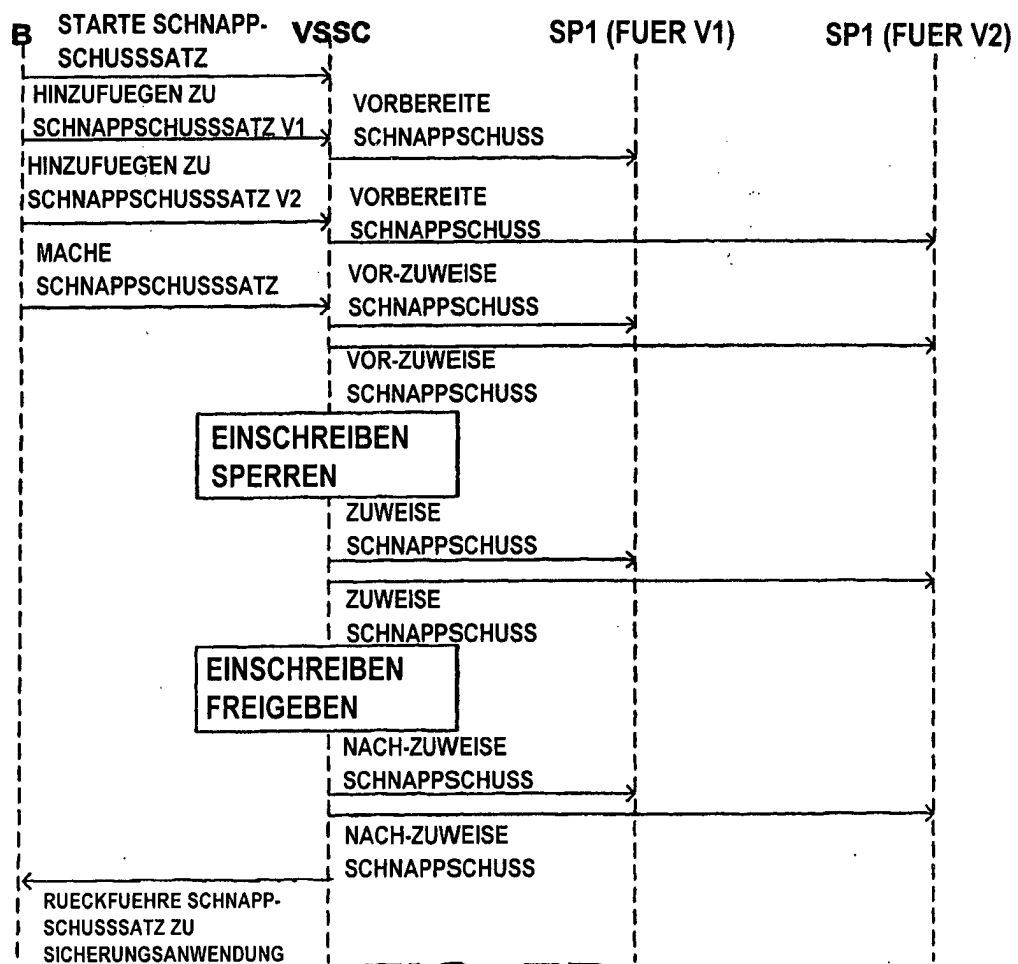 B
STARTE SCHNAPP-
SCHUSSSATZ
VSSC
SP1 (FUER V1)
SP1 (FUER V2)
HINZUFUEGEN ZU
SCHNAPPSCHUSSSATZ V1
VORBEREITE
SCHNAPPSCHUSS
HINZUFUEGEN ZU
SCHNAPPSCHUSSSATZ V2
VORBEREITE
SCHNAPPSCHUSS
MACHE
SCHNAPPSCHUSSSATZ
VOR-ZUWEISE
SCHNAPPSCHUSS
VOR-ZUWEISE
SCHNAPPSCHUSS
EINSCHREIBEN
SPERREN
ZUWEISE
SCHNAPPSCHUSS
ZUWEISE
SCHNAPPSCHUSS
EINSCHREIBEN
FREIGEBEN
NACH-ZUWEISE
SCHNAPPSCHUSS
NACH-ZUWEISE
SCHNAPPSCHUSS
RUECKFUEHRE SCHNAPP-
SCHUSSSATZ ZU
SICHERUNGSANWENDUNG